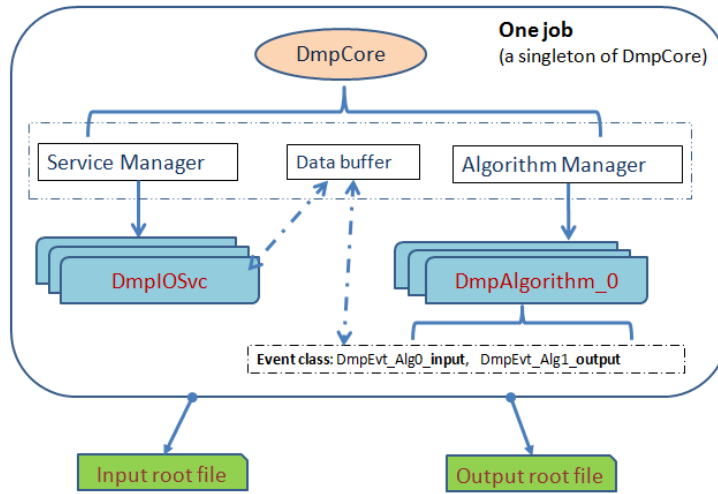 One job
(a singleton of DmpCore)
DmpCore
Service Manager
Data buffer
Algorithm Manager
DmpIOSvc
DmpAlgorithm_0
Event class: DmpEvt_Alg0_input, DmpEvt_Alg1_output
Input root file
Output root file